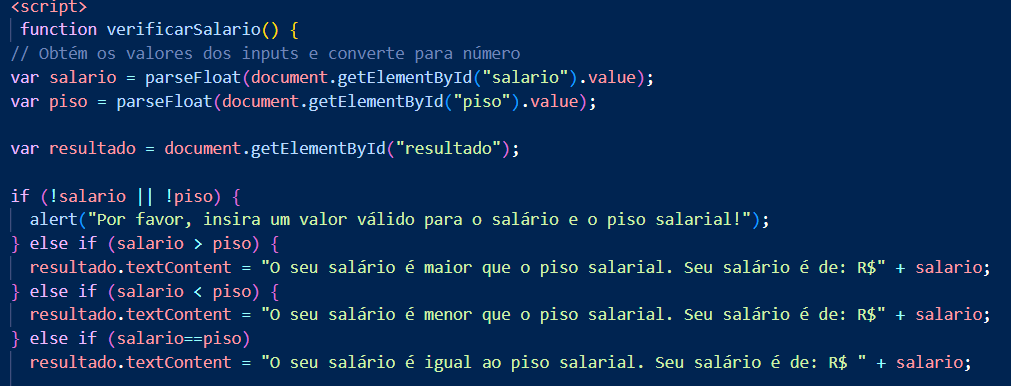 <script>
function verificarSalario() {
// Obtém os valores dos inputs e converte para número
var salario = parseFloat(document.getElementById("salario").value);
var piso = parseFloat(document.getElementById("piso").value);
var resultado = document.getElementById("resultado");
if (!salario || !piso) {
alert("Por favor, insira um valor válido para o salário e o piso salarial!");
} else if (salario > piso) {
resultado.textContent = "O seu salário é maior que o piso salarial. Seu salário é de: R$" + salario;
} else if (salario < piso) {
resultado.textContent = "O seu salário é menor que o piso salarial. Seu salário é de: R$" + salario;
} else if (salario==piso)
resultado.textContent = "O seu salário é igual ao piso salarial. Seu salário é de: R$ " + salario;